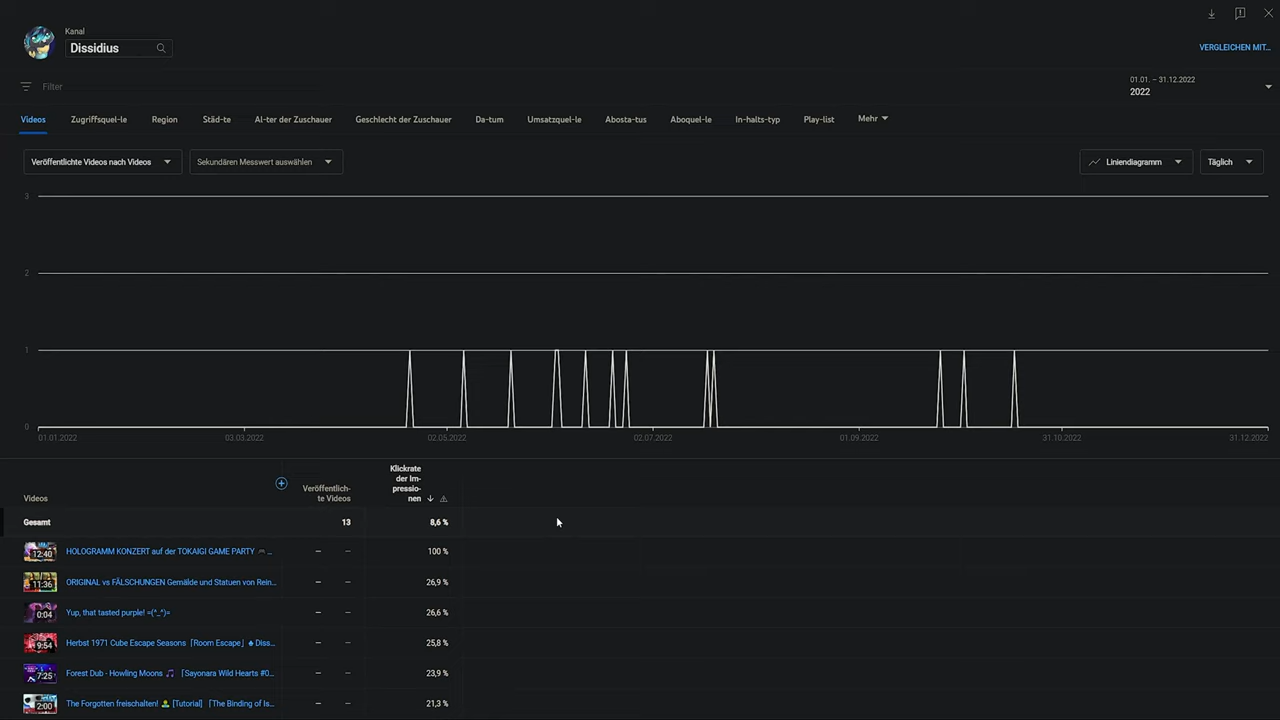 Kanal
Dissidius
VERGLEICHEN MIT...
Filter
01.01. – 31.12.2022
2022
Videos Zugriffsquel-le Region Städ-te Al-ter der Zuschauer Geschlecht der Zuschauer Da-tum Umsatzquel-le Abosta-tus Aboquel-le In-halts-typ Play-list Mehr
Veröffentlichte Videos nach Videos Sekundären Messwert auswählen Liniendiagramm Täglich
3
2
1
0
01.01.2022 03.03.2022 02.05.2022 02.07.2022 01.09.2022 31.10.2022 31.12.2022
Videos
Veröffentlich-
te Videos
Klickrate
der Im-
pressio-
nen
Gesamt 13 8,6 %
12:40 HOLOGRAMM KONZERT auf der TOKAIGI GAME PARTY 🎮 ... – – 100 %
11:36 ORIGINAL vs FÄLSCHUNGEN Gemälde und Statuen von Rein... – – 26,9 %
0:04 Yup, that tasted purple! =(^_^)= – – 26,6 %
9:54 Herbst 1971 Cube Escape Seasons「Room Escape」♣ Diss... – – 25,8 %
7:25 Forest Dub - Howling Moons 🎵「Sayonara Wild Hearts #0... – – 23,9 %
2:00 The Forgotten freischalten! [Tutorial]「The Binding of Is... – – 21,3 %